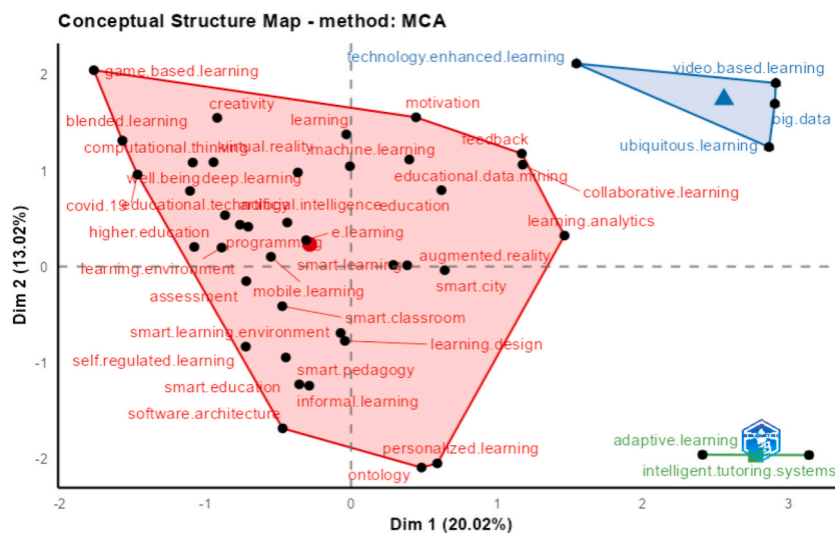 Conceptual Structure Map - method: MCA
technology.enhanced.learning
video.based.learning
game.based.learning
big.data
creativity
motivation
blended.learning
learning
feedback
ubiquitous.learning
computational.thinking
virtual.reality
machine.learning
well.being
deep.learning
educational.data.mining
collaborative.learning
covid.19
educational.technology
artificial.intelligence
education
learning.analytics
higher.education
programming
e.learning
learning.environment
smart.learning
augmented.reality
assessment
mobile.learning
smart.city
smart.classroom
smart.learning.environment
learning.design
self.regulated.learning
smart.pedagogy
smart.education
informal.learning
software.architecture
personalized.learning
adaptive.learning
ontology
intelligent.tutoring.systems
Dim 2 (13.02%)
2
1
0
-1
-2
-2
-1
0
1
2
3
Dim 1 (20.02%)